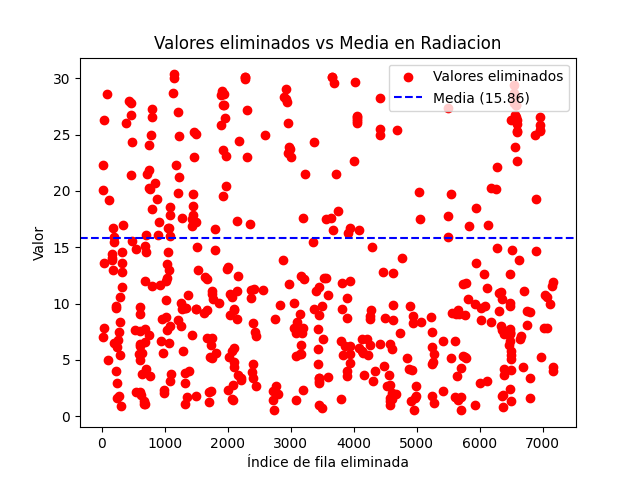 Valores eliminados vs Media en Radiacion
Valores eliminados
Media (15.86)
Valor
30
25
20
15
10
5
0
0 1000 2000 3000 4000 5000 6000 7000
Índice de fila eliminada